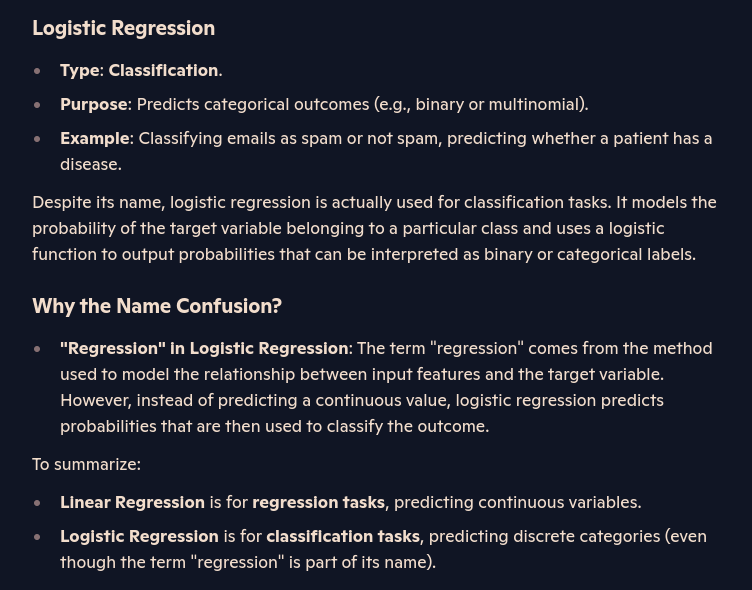 Logistic Regression
• Type: Classification.
• Purpose: Predicts categorical outcomes (e.g., binary or multinomial).
• Example: Classifying emails as spam or not spam, predicting whether a patient has a
disease.
Despite its name, logistic regression is actually used for classification tasks. It models the
probability of the target variable belonging to a particular class and uses a logistic
function to output probabilities that can be interpreted as binary or categorical labels.
Why the Name Confusion?
• "Regression" in Logistic Regression: The term "regression" comes from the method
used to model the relationship between input features and the target variable.
However, instead of predicting a continuous value, logistic regression predicts
probabilities that are then used to classify the outcome.
To summarize:
• Linear Regression is for regression tasks, predicting continuous variables.
• Logistic Regression is for classification tasks, predicting discrete categories (even
though the term "regression" is part of its name).